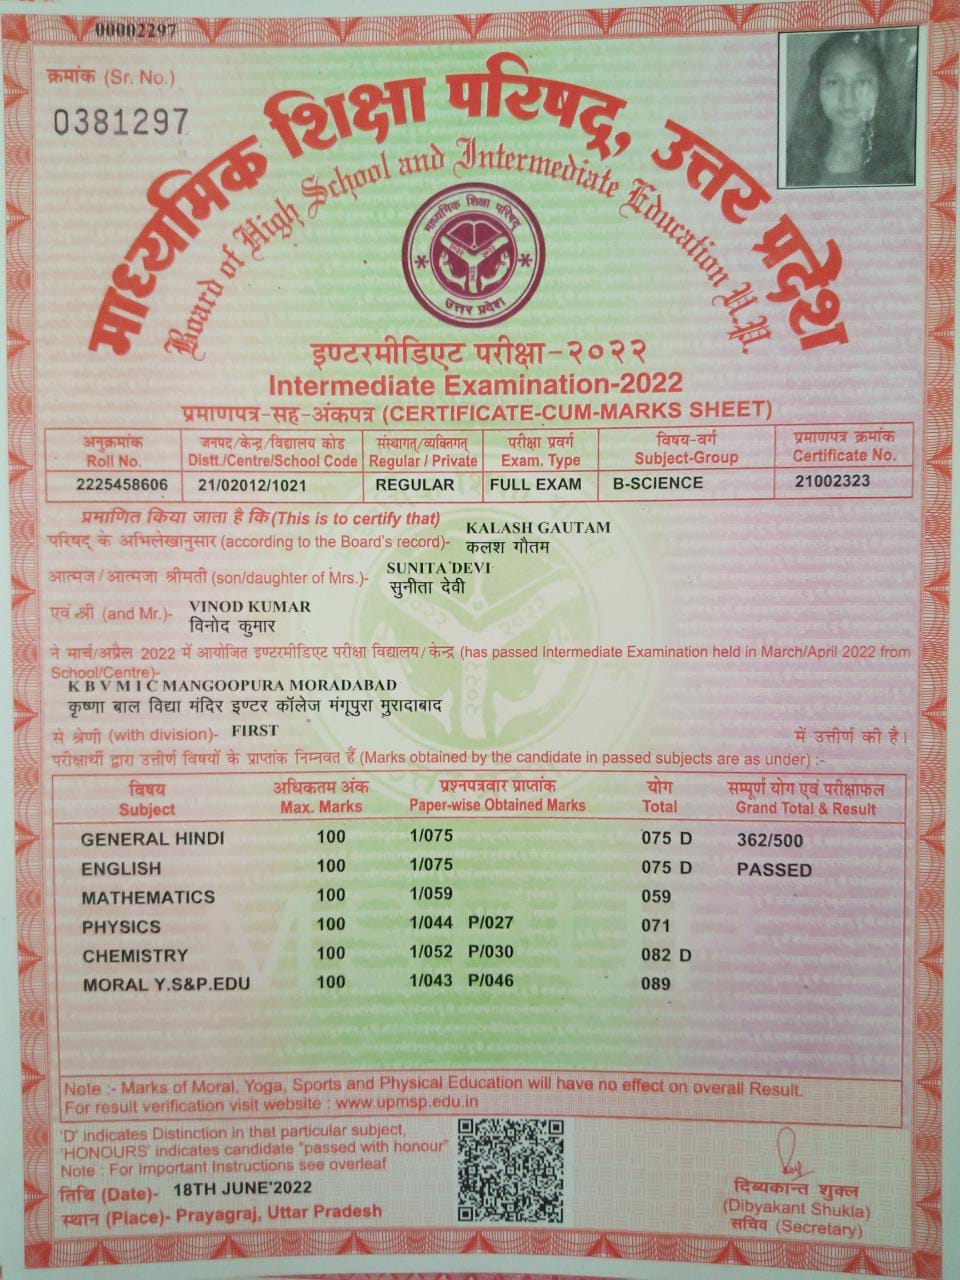 00002297
क्रमांक (Sr. No.)
0381297
माध्यमिक शिक्षा परिषद्, उत्तर प्रदेश
Board of High School and Intermediate Education U.P.
माध्यमिक शिक्षा परिषद्
उत्तर प्रदेश
इण्टरमीडिएट परीक्षा-२०२२
Intermediate Examination-2022
प्रमाणपत्र-सह-अंकपत्र (CERTIFICATE-CUM-MARKS SHEET)
अनुक्रमांक जनपद/केन्द्र/विद्यालय कोड संस्थागत/व्यक्तिगत परीक्षा प्रवर्ग विषय-वर्ग प्रमाणपत्र क्रमांक
Roll No. Distt./Centre/School Code Regular / Private Exam. Type Subject-Group Certificate No.
2225458606 21/02012/1021 REGULAR FULL EXAM B-SCIENCE 21002323
प्रमाणित किया जाता है कि (This is to certify that) KALASH GAUTAM
परिषद् के अभिलेखानुसार (according to the Board's record)- कलश गौतम
SUNITA DEVI
आत्मज/आत्मजा श्रीमती (son/daughter of Mrs.)- सुनीता देवी
एवं श्री (and Mr.)- VINOD KUMAR
विनोद कुमार
ने मार्च/अप्रैल 2022 में आयोजित इण्टरमीडिएट परीक्षा विद्यालय/केन्द्र (has passed Intermediate Examination held in March/April 2022 from
School/Centre)-
K B V M I C MANGOOPURA MORADABAD
कृष्णा बाल विद्या मंदिर इण्टर कॉलेज मंगूपुरा मुरादाबाद
से श्रेणी (with division)- FIRST में उत्तीर्ण की है।
परीक्षार्थी द्वारा उत्तीर्ण विषयों के प्राप्तांक निम्नवत हैं (Marks obtained by the candidate in passed subjects are as under) :-
विषय अधिकतम अंक प्रश्नपत्रवार प्राप्तांक योग सम्पूर्ण योग एवं परीक्षाफल
Subject Max. Marks Paper-wise Obtained Marks Total Grand Total & Result
GENERAL HINDI 100 1/075 075 D 362/500
ENGLISH 100 1/075 075 D PASSED
MATHEMATICS 100 1/059 059
PHYSICS 100 1/044 P/027 071
CHEMISTRY 100 1/052 P/030 082 D
MORAL Y.S&P.EDU 100 1/043 P/046 089
Note :- Marks of Moral, Yoga, Sports and Physical Education will have no effect on overall Result.
For result verification visit website : www.upmsp.edu.in
'D' indicates Distinction in that particular subject,
'HONOURS' indicates candidate "passed with honour"
Note : For Important Instructions see overleaf
तिथि (Date)- 18TH JUNE'2022
स्थान (Place)- Prayagraj, Uttar Pradesh
दिब्यकान्त शुक्ल
(Dibyakant Shukla)
सचिव (Secretary)